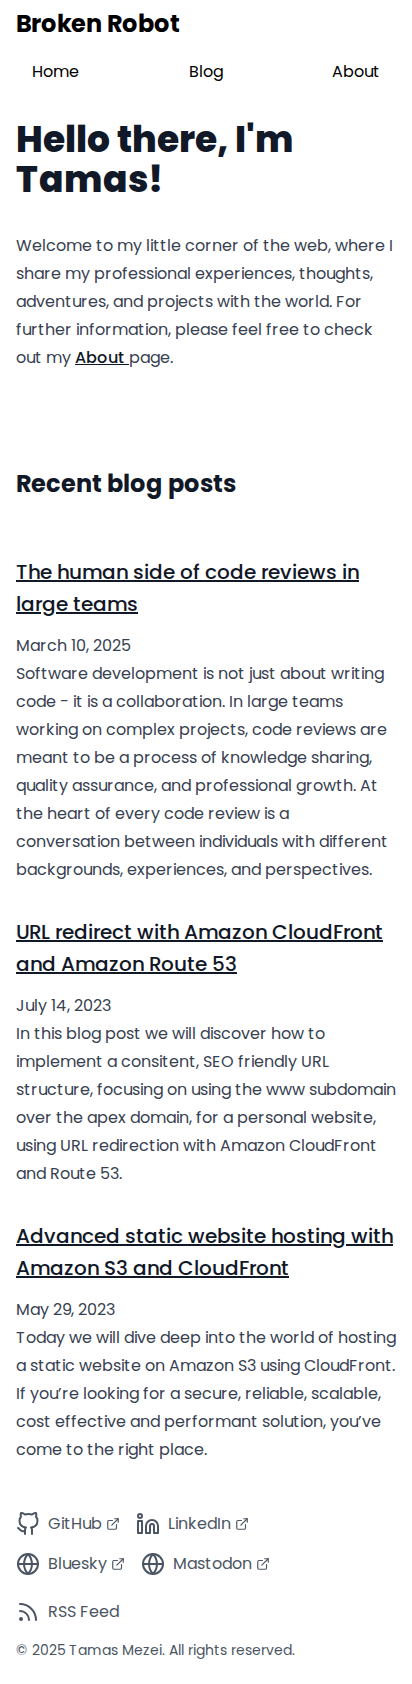 Broken Robot
Home Blog About
Hello there, I'm
Tamas!
Welcome to my little corner of the web, where I
share my professional experiences, thoughts,
adventures, and projects with the world. For
further information, please feel free to check
out my About page.
Recent blog posts
The human side of code reviews in
large teams
March 10, 2025
Software development is not just about writing
code - it is a collaboration. In large teams
working on complex projects, code reviews are
meant to be a process of knowledge sharing,
quality assurance, and professional growth. At
the heart of every code review is a
conversation between individuals with different
backgrounds, experiences, and perspectives.
URL redirect with Amazon CloudFront
and Amazon Route 53
July 14, 2023
In this blog post we will discover how to
implement a consitent, SEO friendly URL
structure, focusing on using the www subdomain
over the apex domain, for a personal website,
using URL redirection with Amazon CloudFront
and Route 53.
Advanced static website hosting with
Amazon S3 and CloudFront
May 29, 2023
Today we will dive deep into the world of hosting
a static website on Amazon S3 using CloudFront.
If you’re looking for a secure, reliable, scalable,
cost effective and performant solution, you’ve
come to the right place.
GitHub LinkedIn
Bluesky Mastodon
RSS Feed
© 2025 Tamas Mezei. All rights reserved.